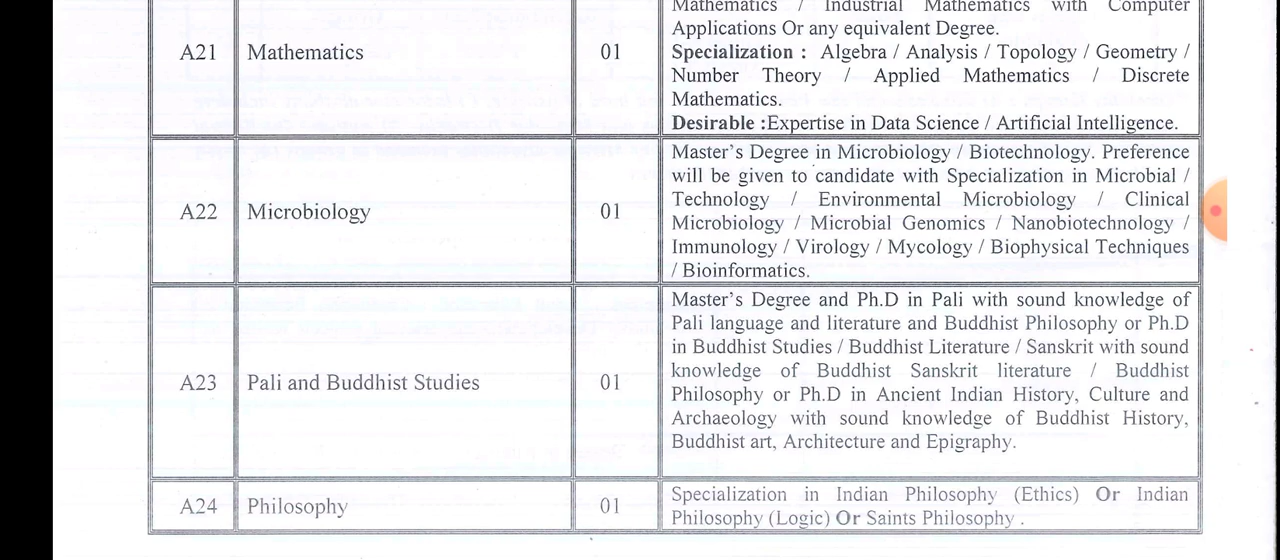 Mathematics / Industrial Mathematics with Computer
Applications Or any equivalent Degree.
A21 Mathematics 01
Specialization : Algebra / Analysis / Topology / Geometry /
Number Theory / Applied Mathematics / Discrete
Mathematics.
Desirable :Expertise in Data Science / Artificial Intelligence.
A22 Microbiology 01
Master's Degree in Microbiology / Biotechnology. Preference
will be given to candidate with Specialization in Microbial /
Technology / Environmental Microbiology / Clinical
Microbiology / Microbial Genomics / Nanobiotechnology /
Immunology / Virology / Mycology / Biophysical Techniques
/ Bioinformatics.
A23 Pali and Buddhist Studies 01
Master's Degree and Ph.D in Pali with sound knowledge of
Pali language and literature and Buddhist Philosophy or Ph.D
in Buddhist Studies / Buddhist Literature / Sanskrit with sound
knowledge of Buddhist Sanskrit literature / Buddhist
Philosophy or Ph.D in Ancient Indian History, Culture and
Archaeology with sound knowledge of Buddhist History,
Buddhist art, Architecture and Epigraphy.
A24 Philosophy 01
Specialization in Indian Philosophy (Ethics) Or Indian
Philosophy (Logic) Or Saints Philosophy .